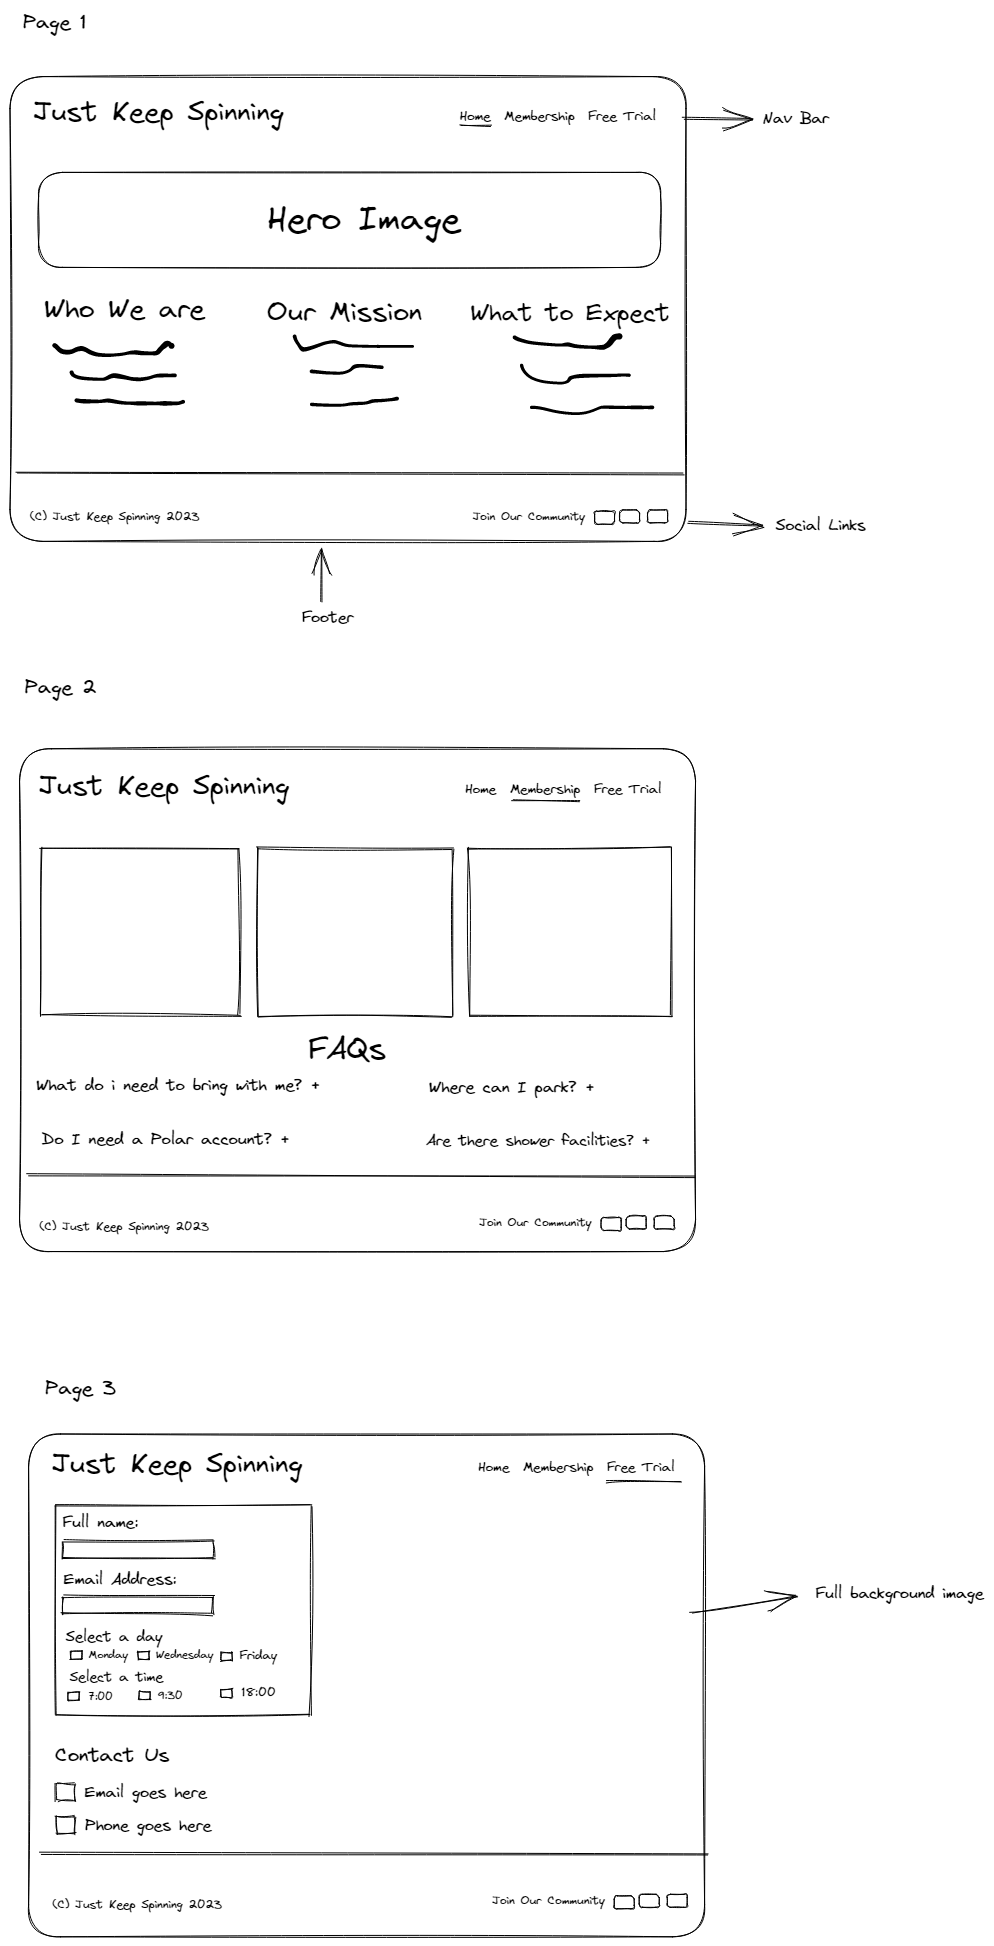 Page 1
Just Keep Spinning
Home Membership Free Trial
Nav Bar
Hero Image
Who We are
Our Mission
What to Expect
(C) Just Keep Spinning 2023
Join Our Community
Social Links
Footer
Page 2
Just Keep Spinning
Home Membership Free Trial
FAQs
What do i need to bring with me? +
Where can I park? +
Do I need a Polar account? +
Are there shower facilities? +
(C) Just Keep Spinning 2023
Join Our Community
Page 3
Just Keep Spinning
Home Membership Free Trial
Full name:
Email Address:
Select a day
Monday Wednesday Friday
Select a time
7:00 9:30 18:00
Full background image
Contact Us
Email goes here
Phone goes here
(C) Just Keep Spinning 2023
Join Our Community